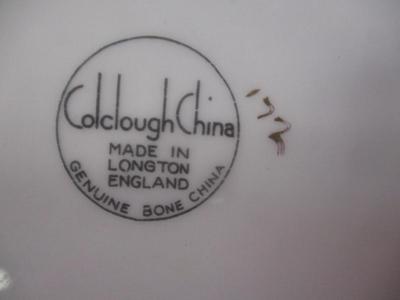 Colclough China
MADE IN
LONGTON
ENGLAND
GENUINE BONE CHINA